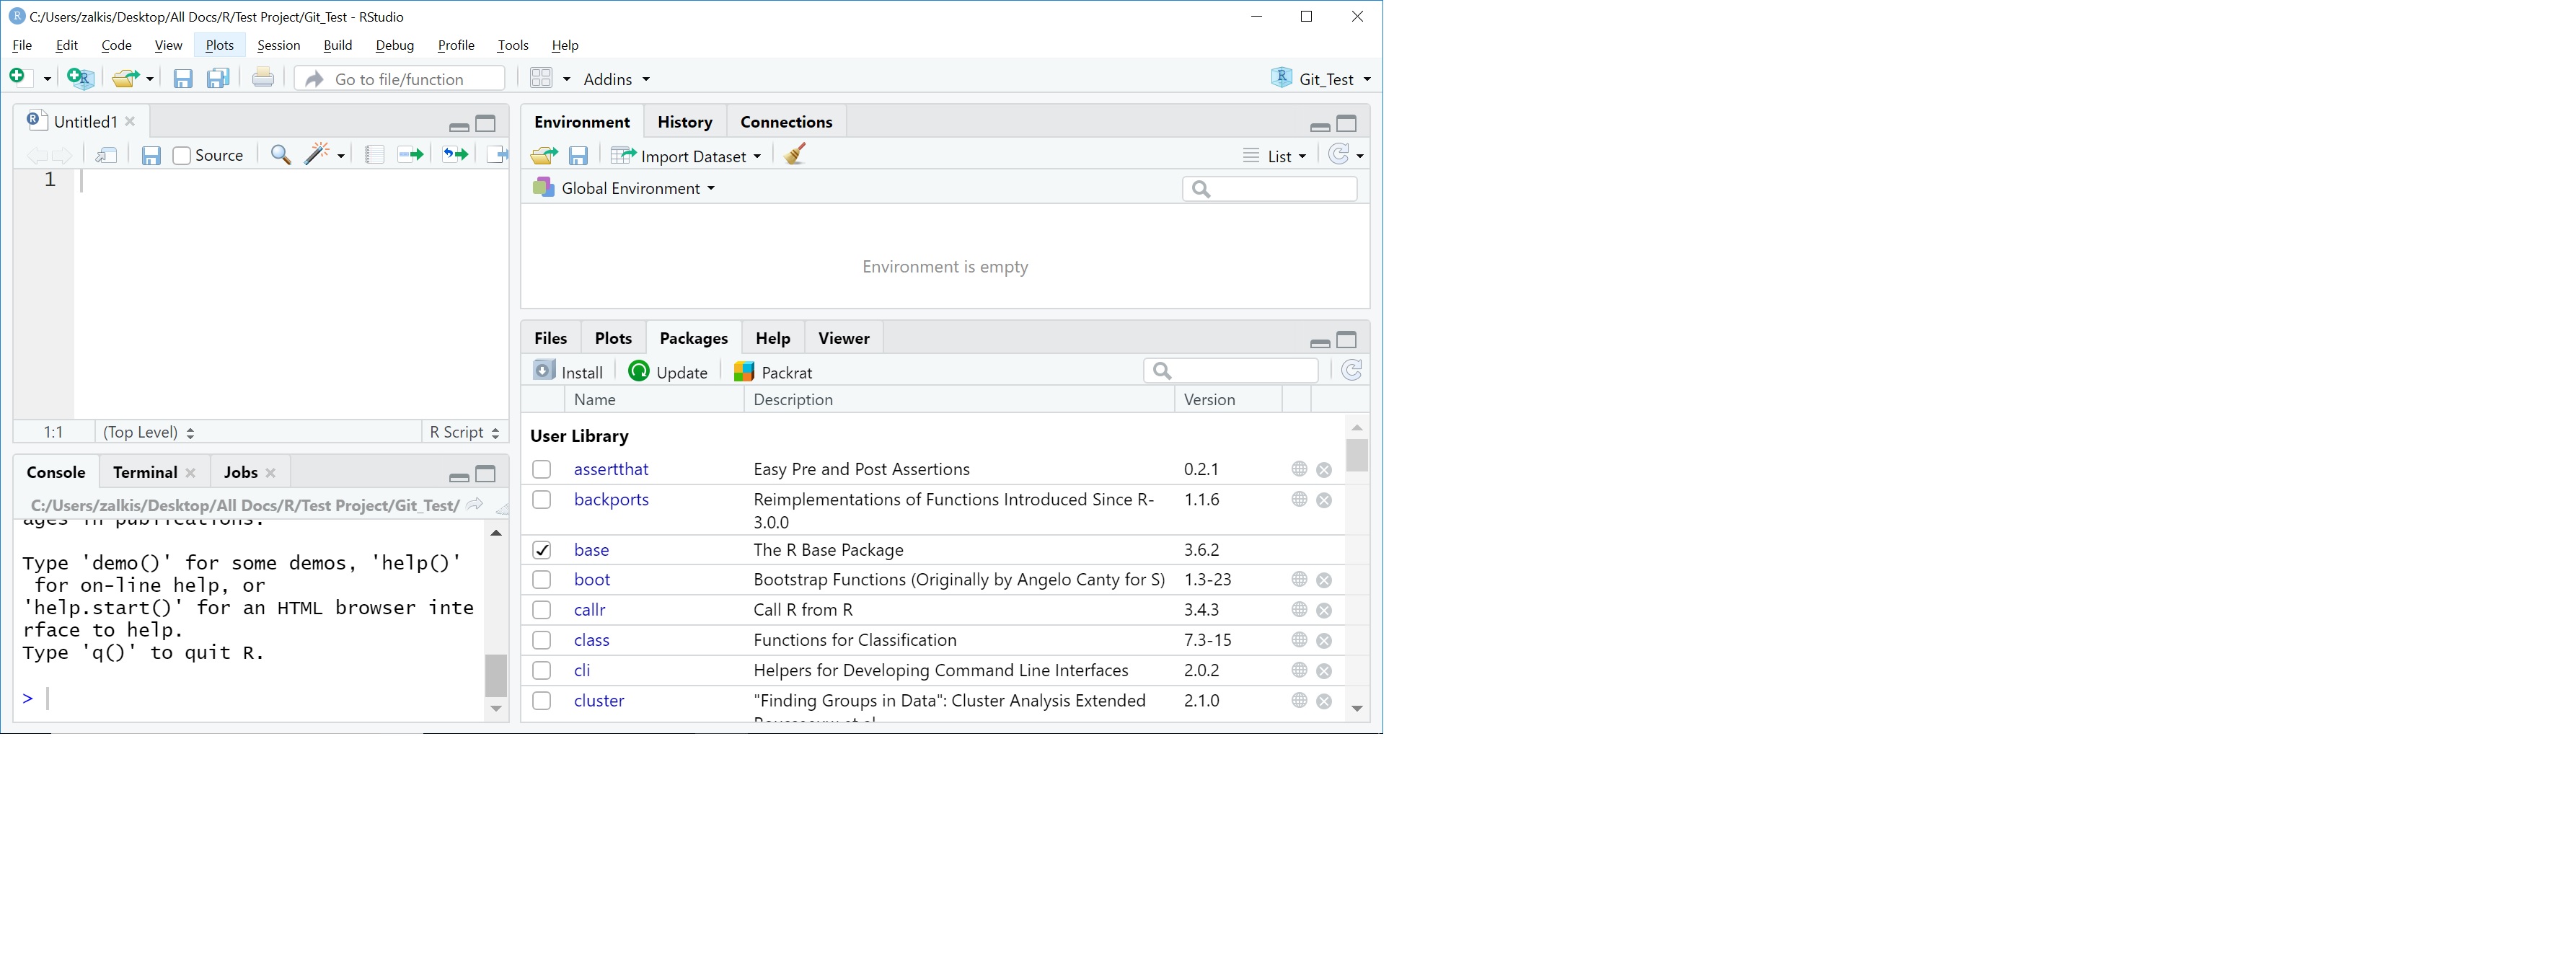 C:/Users/zalkis/Desktop/All Docs/R/Test Project/Git_Test - RStudio
File Edit Code View Plots Session Build Debug Profile Tools Help
Go to file/function Addins Git_Test
Untitled1
Source
1
1:1 (Top Level) R Script
Console Terminal Jobs
C:/Users/zalkis/Desktop/All Docs/R/Test Project/Git_Test/
ages in publications.
Type 'demo()' for some demos, 'help()'
for on-line help, or
'help.start()' for an HTML browser inte
rface to help.
Type 'q()' to quit R.
>
Environment History Connections
Import Dataset List
Global Environment
Environment is empty
Files Plots Packages Help Viewer
Install Update Packrat
Name Description Version
User Library
assertthat Easy Pre and Post Assertions 0.2.1
backports Reimplementations of Functions Introduced Since R- 1.1.6
3.0.0
base The R Base Package 3.6.2
boot Bootstrap Functions (Originally by Angelo Canty for S) 1.3-23
callr Call R from R 3.4.3
class Functions for Classification 7.3-15
cli Helpers for Developing Command Line Interfaces 2.0.2
cluster "Finding Groups in Data": Cluster Analysis Extended 2.1.0